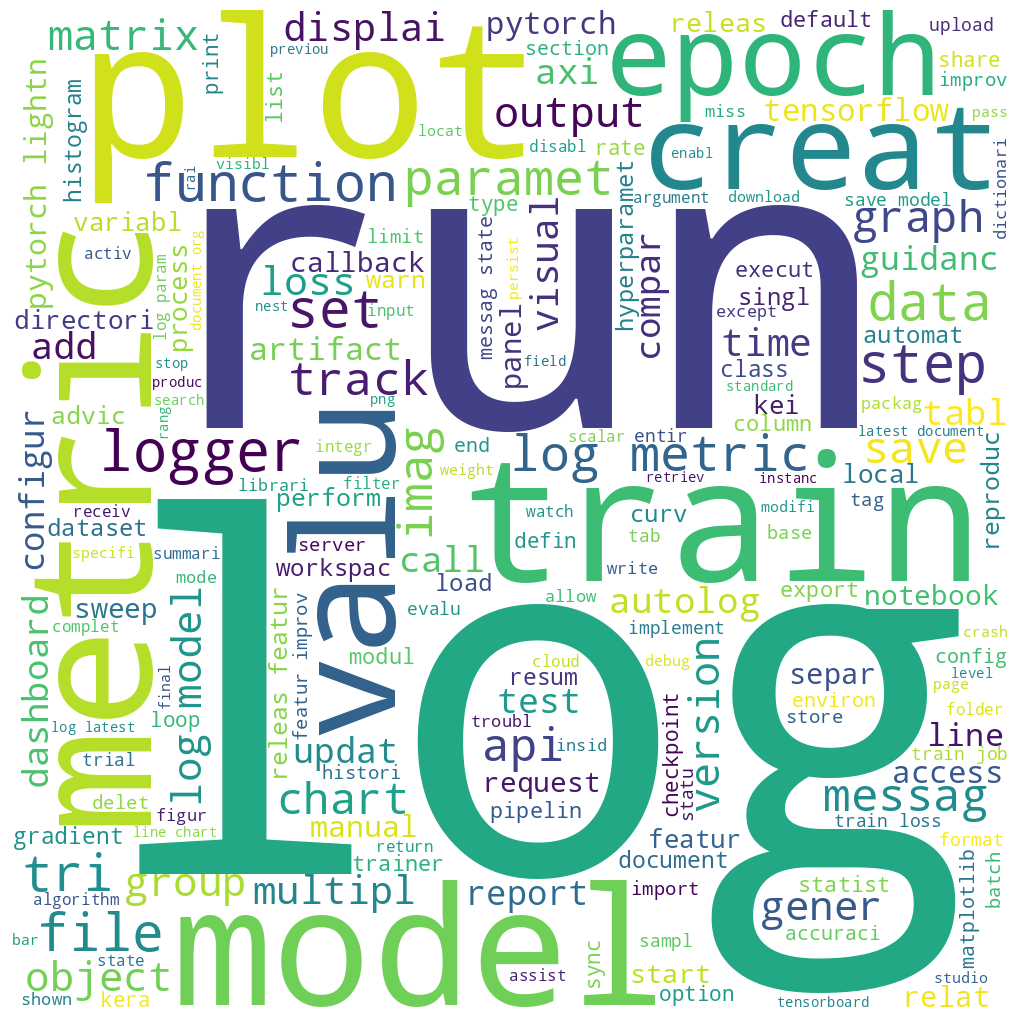 matrix
plot
previou
print
displai
pytorch
section
axi
releas
default
upload
epoch
share
improv
list
output
locat
miss
tensorflow
pass
creat
histogram
pytorch lightn
visibl
rai
function
paramet
disabl
rate
enabl
type
argument
download
save model
dictionari
variabl
activ
document org
process
log param
run
limit
callback
loss
warn
nest
set
input
messag state
persist
panel
visual
field
hyperparamet
compar
execut
singl
except
time
class
standard
kei
column
graph
guidanc
data
automat
step
packag
tabl
latest document
save
directori
add
stop
produc
search
rang
artifact
track
png
advic
metric
configur
logger
integr
librari
filter
perform
valu
imag
end
weight
log metric
scalar
entir
retriev
instanc
modifi
local
tag
reproduc
receiv
dataset
specifi
summari
mode
server
workspac
call
load
evalu
modul
train
watch
defin
write
curv
tab
base
allow
autolog
implement
export
notebook
dashboard
sweep
complet
log model
final
loop
log latest
trial
delet
figur
releas featur
featur improv
updat
histori
chart
log
cloud
debug
resum
test
troubl
insid
api
request
pipelin
checkpoint
statu
version
separ
environ
store
crash
config
level
page
folder
line
train job
access
messag
train loss
format
gradient
line chart
manual
return
trainer
featur
document
import
tri
algorithm
group
multipl
report
statist
gener
accuraci
matplotlib
batch
file
bar
state
object
shown
kera
model
assist
sync
sampl
start
option
tensorboard
studio
relat